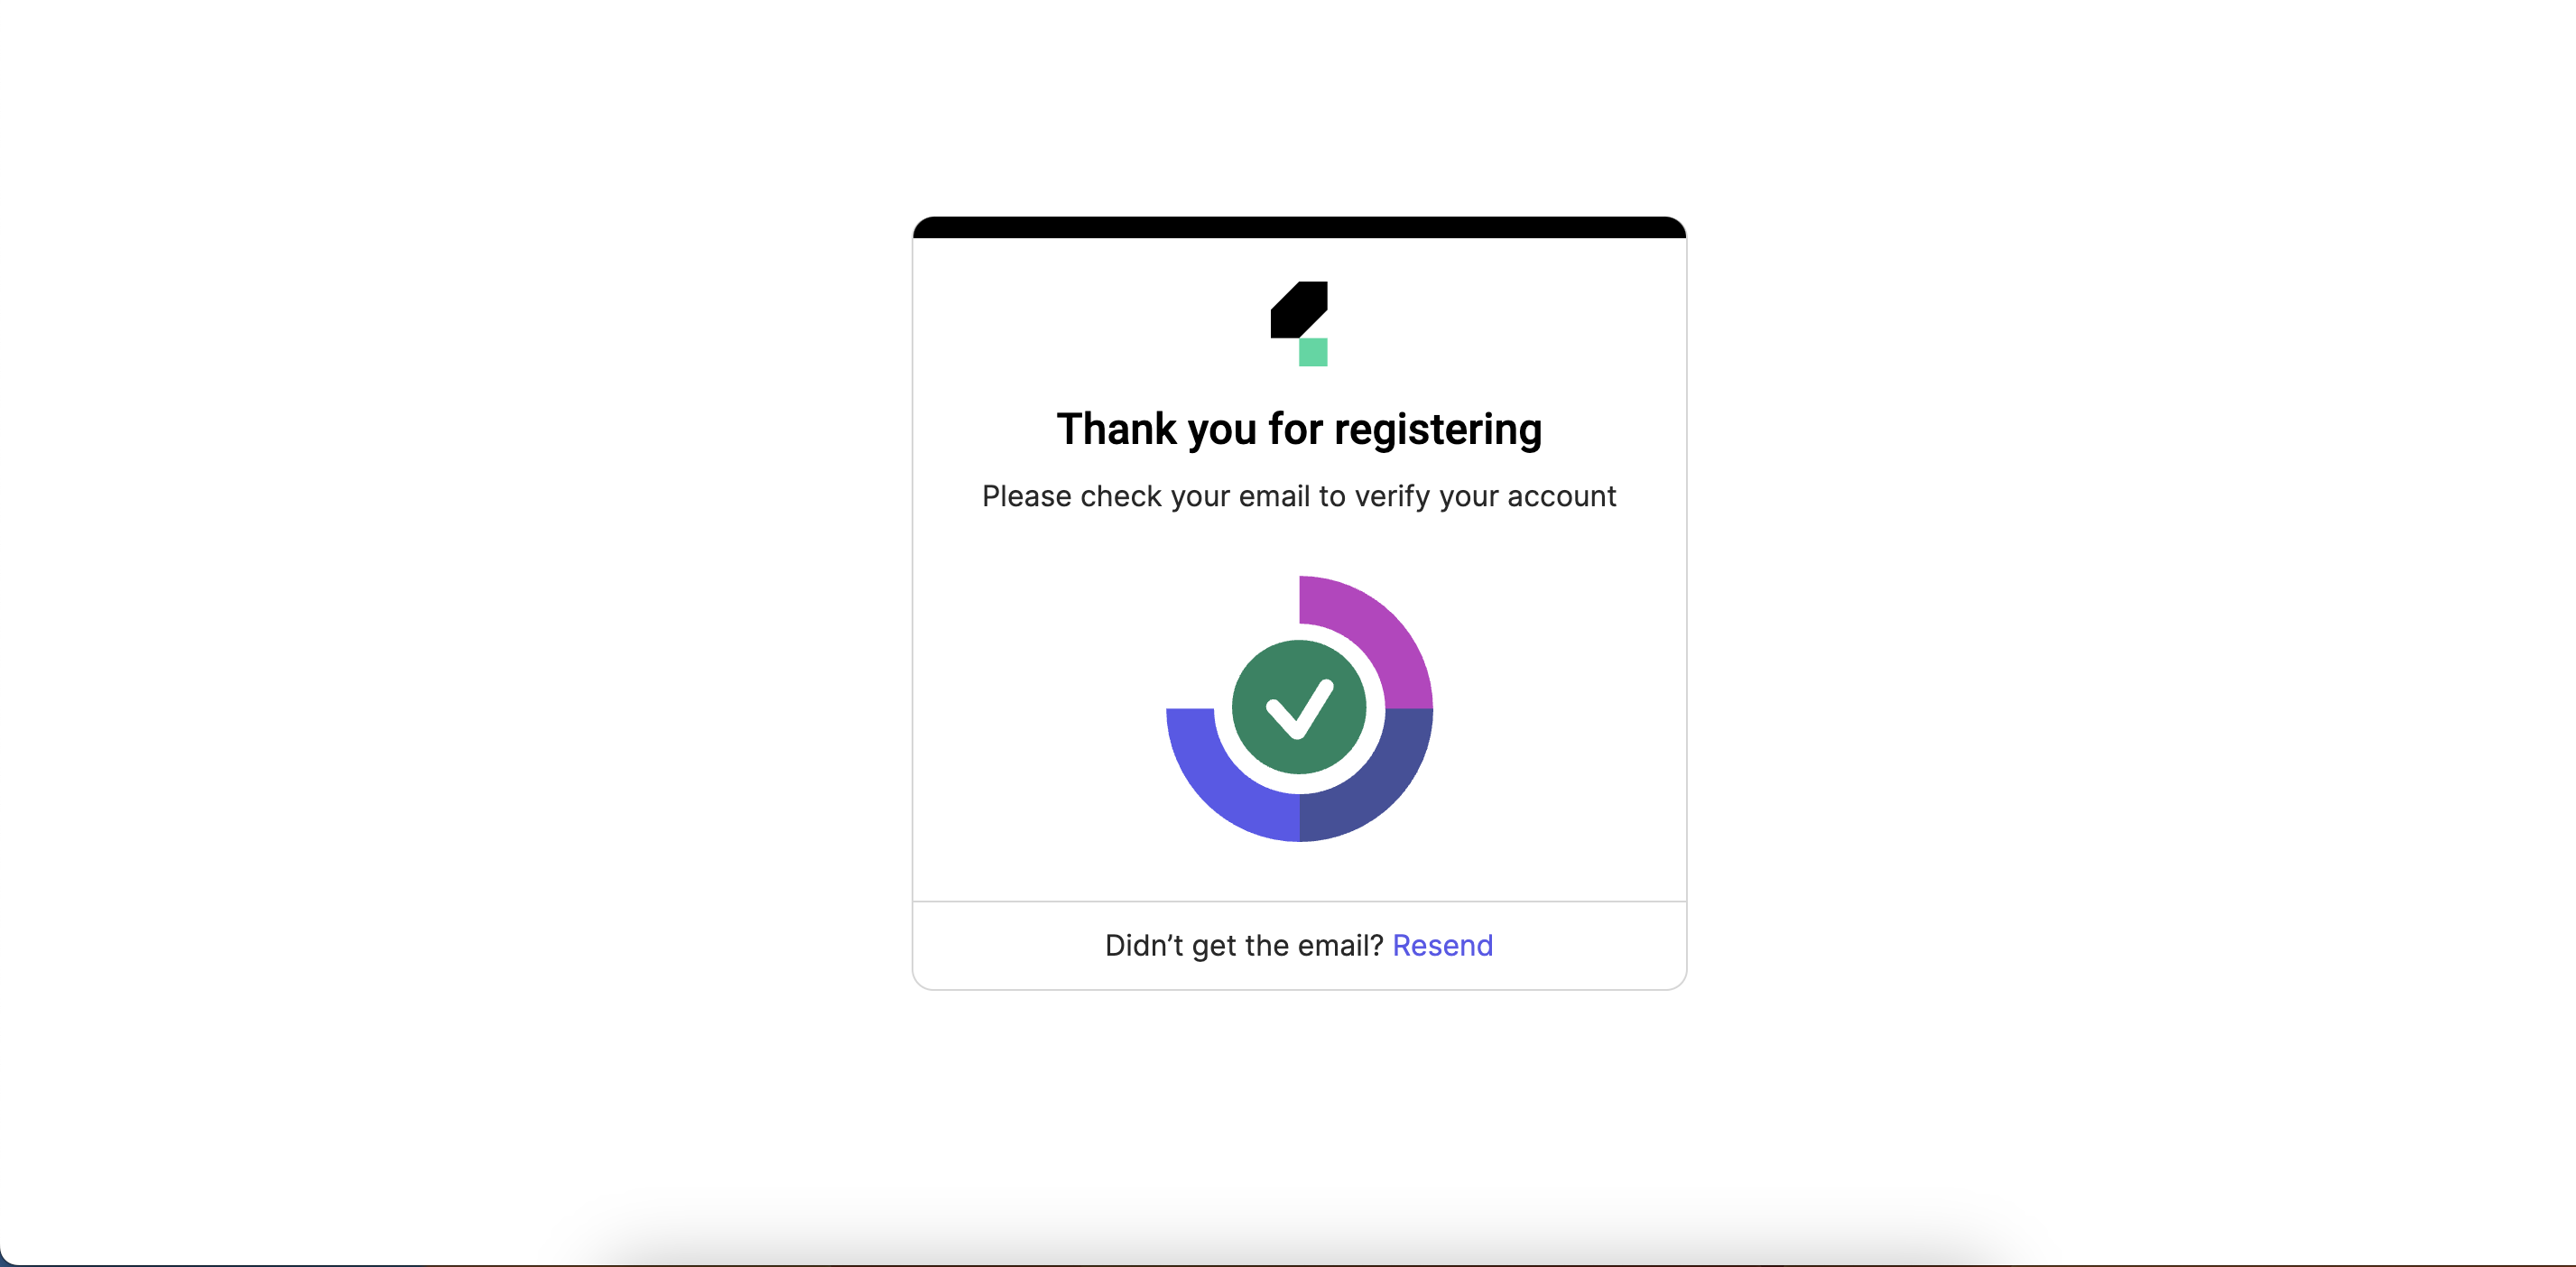 Thank you for registering
Please check your email to verify your account
Didn’t get the email? Resend